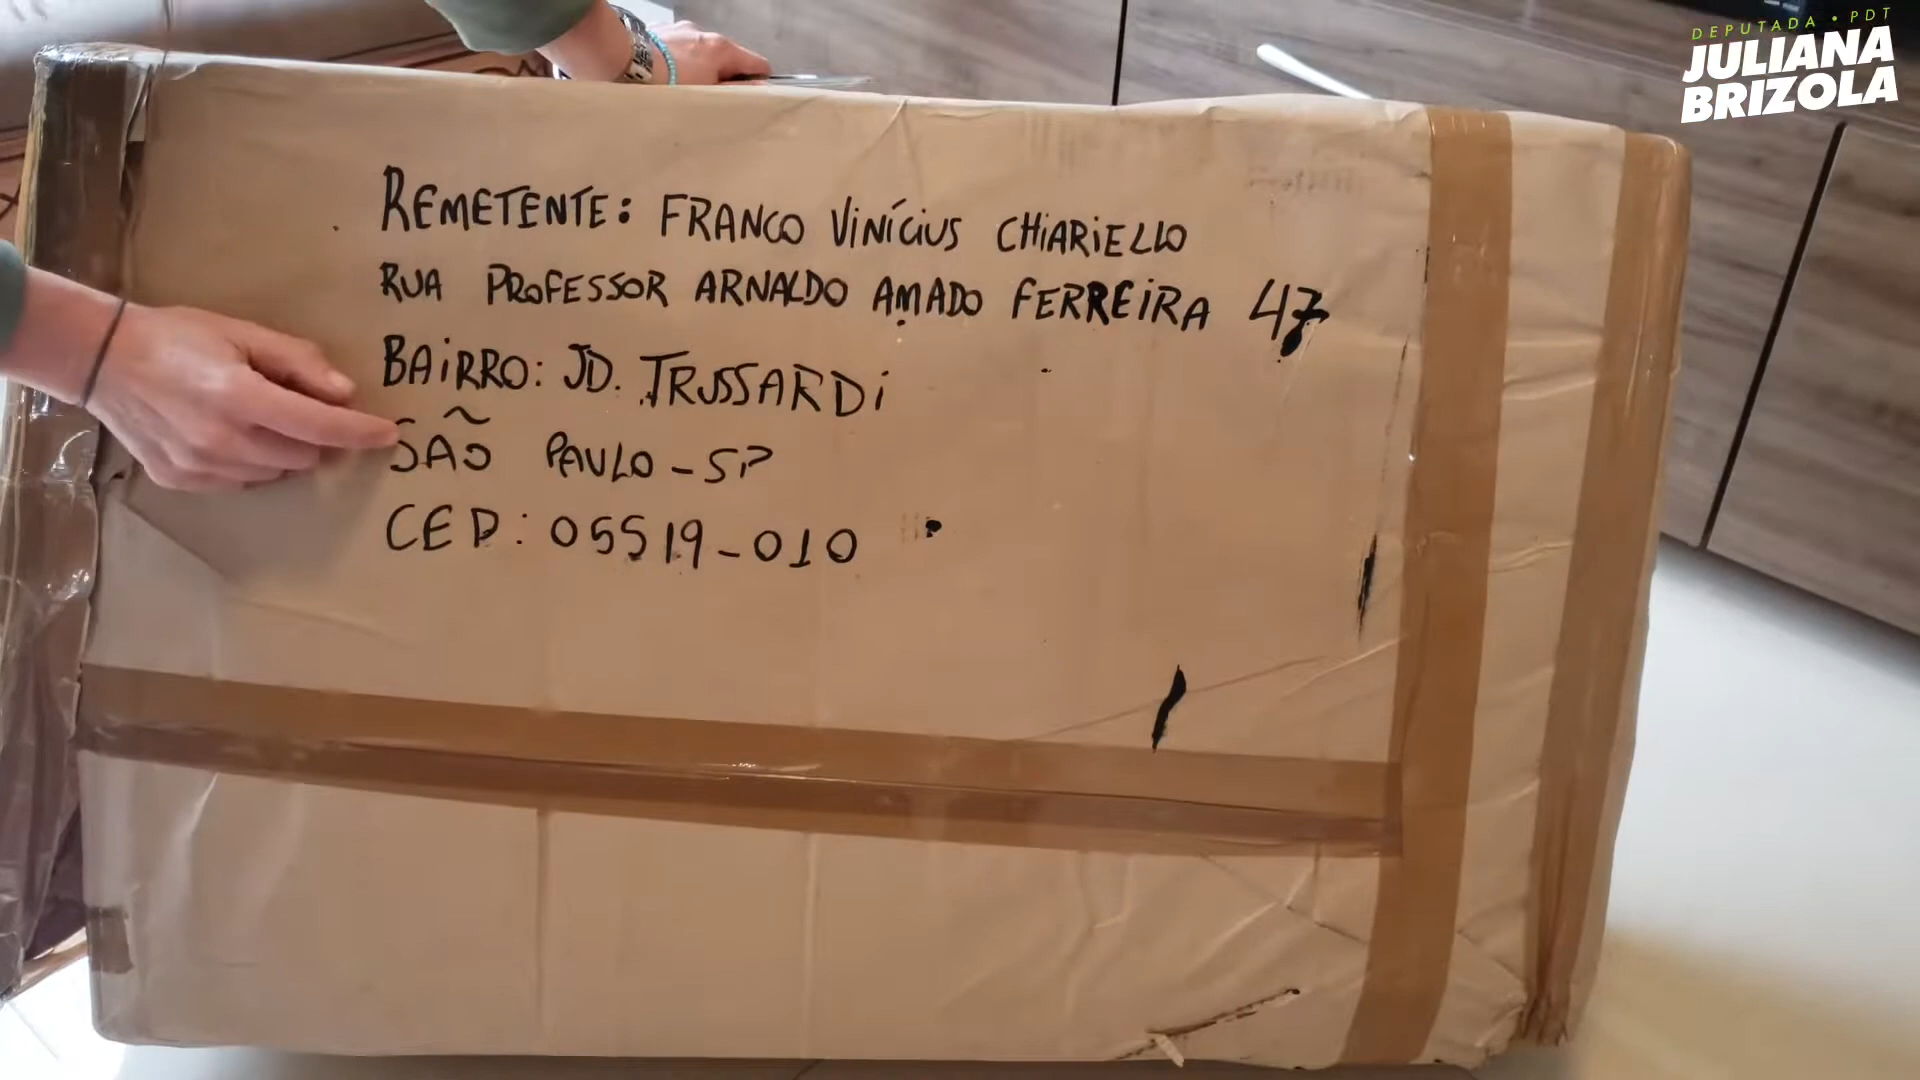 DEPUTADA • PDT
JULIANA
BRIZOLA
REMETENTE: FRANCO VINÍCIUS CHIARIELLO
RUA PROFESSOR ARNALDO AMADO FERREIRA 47
BAIRRO: JD. TRUSSARDI
SÃO PAULO - SP
CEP: 05519-010